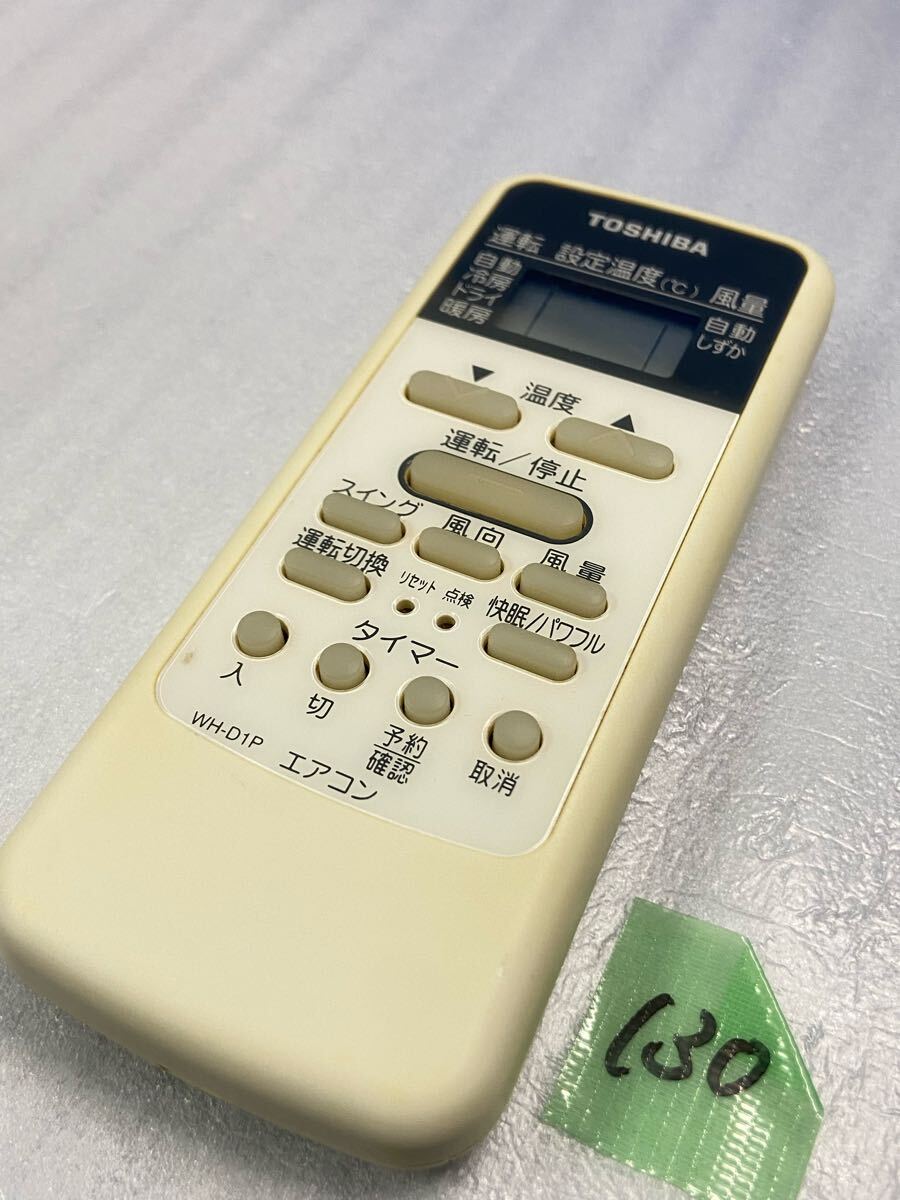 TOSHIBA
運転 設定温度(℃) 風量
自動
冷房
ドライ
暖房
自動
しずか
▼ 温度 ▲
運転/停止
スイング 風向 風量
運転切換 リセット 点検 快眠/パワフル
タイマー
入 切 予約 取消
確認
WH-D1P
エアコン
130